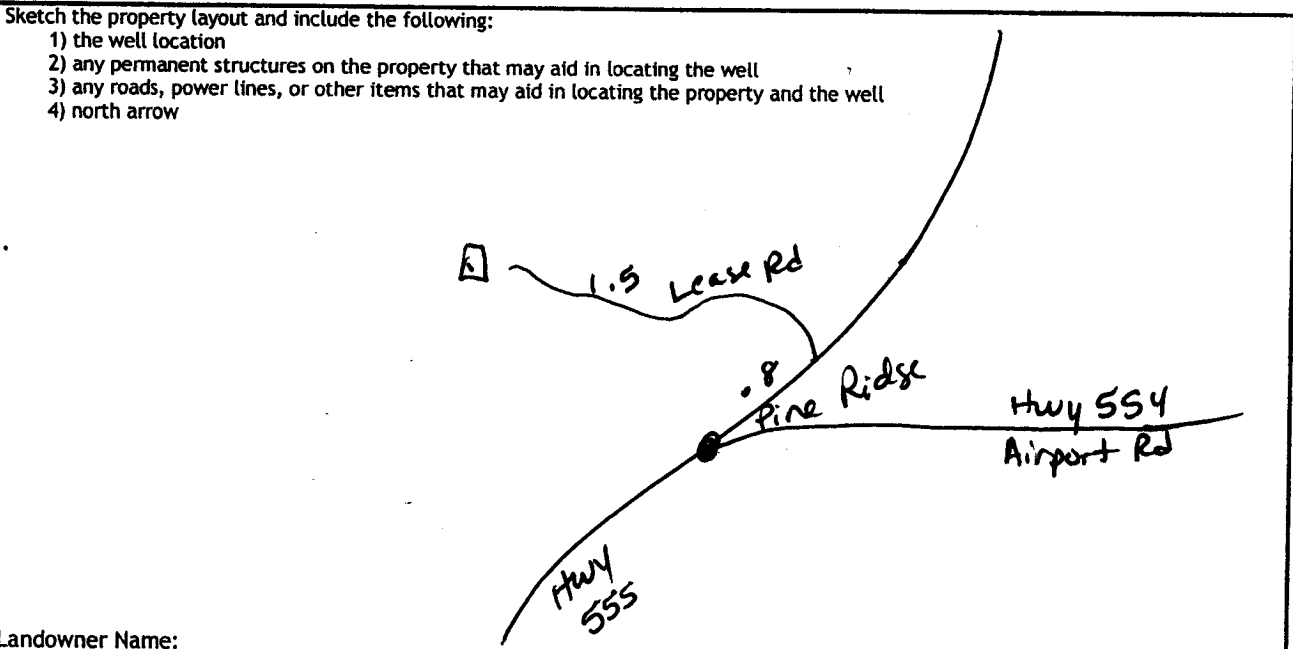 Sketch the property layout and include the following:
1) the well location
2) any permanent structures on the property that may aid in locating the well
3) any roads, power lines, or other items that may aid in locating the property and the well
4) north arrow
1.5 Lease Rd
.8
Pine Ridge
Hwy 554
Airport Rd
Hwy
555
Landowner Name: